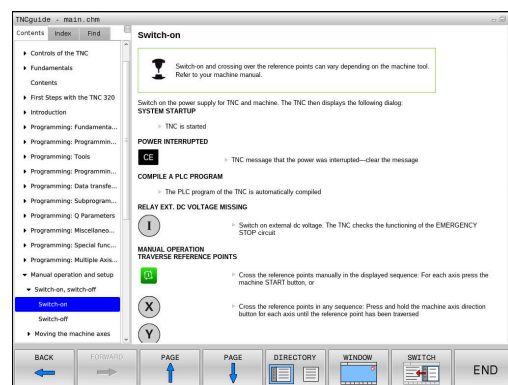 TNCguide - main.chm
Contents Index Find
Controls of the TNC
Fundamentals
Contents
First Steps with the TNC 320
Introduction
Programming: Fundamenta...
Programming: Programmin...
Programming: Tools
Programming: Programmin...
Programming: Data transfe...
Programming: Subprogram...
Programming: Q Parameters
Programming: Miscellaneo...
Programming: Special func...
Programming: Multiple Axis...
Manual operation and setup
Switch-on, switch-off
Switch-on
Switch-off
Moving the machine axes
Switch-on
Switch-on and crossing over the reference points can vary depending on the machine tool.
Refer to your machine manual.
Switch on the power supply for TNC and machine. The TNC then displays the following dialog:
SYSTEM STARTUP
TNC is started
POWER INTERRUPTED
CE
TNC message that the power was interrupted—clear the message
COMPILE A PLC PROGRAM
The PLC program of the TNC is automatically compiled
RELAY EXT. DC VOLTAGE MISSING
I
Switch on external dc voltage. The TNC checks the functioning of the EMERGENCY
STOP circuit
MANUAL OPERATION
TRAVERSE REFERENCE POINTS
Cross the reference points manually in the displayed sequence: For each axis press the
machine START button, or
X
Cross the reference points in any sequence: Press and hold the machine axis direction
button for each axis until the reference point has been traversed
Y
BACK FORWARD PAGE PAGE DIRECTORY WINDOW SWITCH END